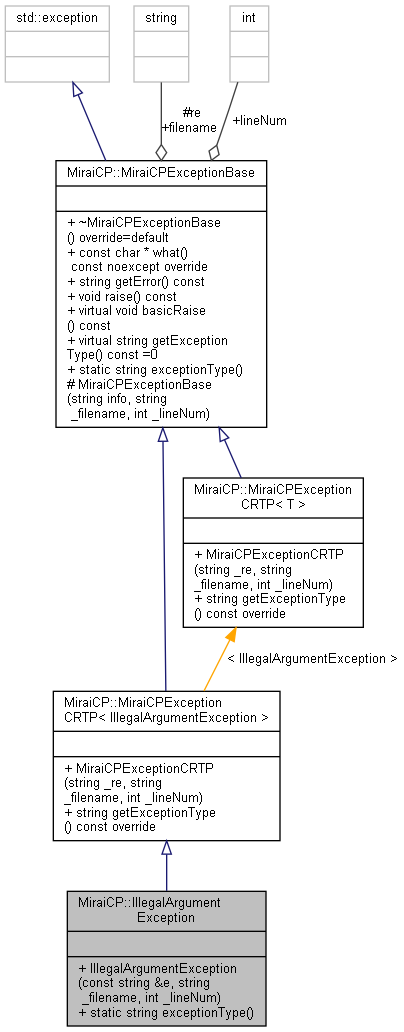 std::exception
string
int
#re
+filename
+lineNum
MiraiCP::MiraiCPExceptionBase
+ ~MiraiCPExceptionBase
() override=default
+ const char * what()
const noexcept override
+ string getError() const
+ void raise() const
+ virtual void basicRaise
() const
+ virtual string getException
Type() const =0
+ static string exceptionType()
# MiraiCPExceptionBase
(string info, string
_filename, int _lineNum)
MiraiCP::MiraiCPException
CRTP< T >
+ MiraiCPExceptionCRTP
(string _re, string
_filename, int _lineNum)
+ string getExceptionType
() const override
< IllegalArgumentException >
MiraiCP::MiraiCPException
CRTP< IllegalArgumentException >
+ MiraiCPExceptionCRTP
(string _re, string
_filename, int _lineNum)
+ string getExceptionType
() const override
MiraiCP::IllegalArgument
Exception
+ IllegalArgumentException
(const string &e, string
_filename, int _lineNum)
+ static string exceptionType()